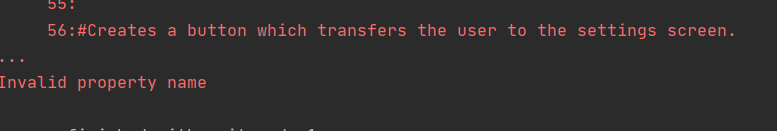 55:
56:#Creates a button which transfers the user to the settings screen.
...
Invalid property name